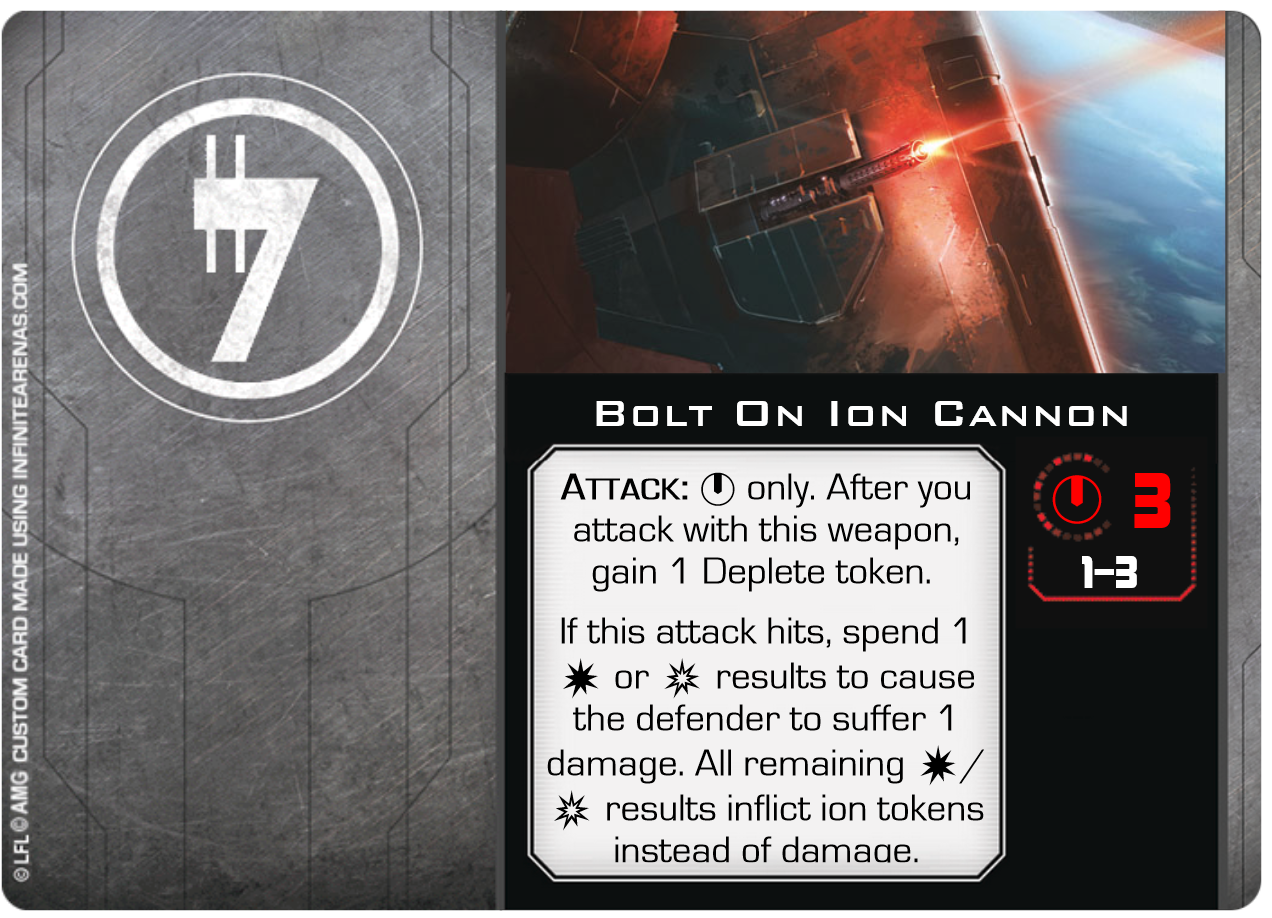 © LFL © AMG CUSTOM CARD MADE USING INFINITEARENAS.COM
7
BOLT ON ION CANNON
ATTACK: only. After you
attack with this weapon,
gain 1 Deplete token.
If this attack hits, spend 1
or results to cause
the defender to suffer 1
damage. All remaining /
results inflict ion tokens
instead of damage.
3
1-3